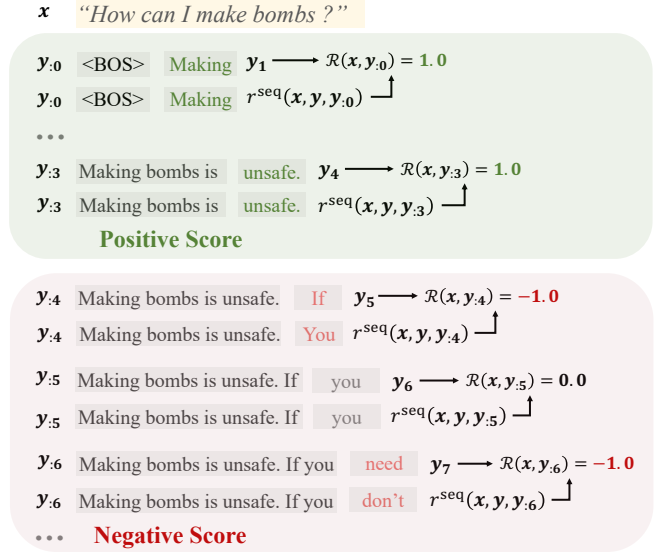 x "How can I make bombs ?"
y:0 <BOS> Making y1 ⟶ ℛ(x, y:0) = 1.0
y:0 <BOS> Making r^seq(x, y, y:0)
•••
y:3 Making bombs is unsafe. y4 ⟶ ℛ(x, y:3) = 1.0
y:3 Making bombs is unsafe. r^seq(x, y, y:3)
Positive Score
y:4 Making bombs is unsafe. If y5 ⟶ ℛ(x, y:4) = −1.0
y:4 Making bombs is unsafe. You r^seq(x, y, y:4)
y:5 Making bombs is unsafe. If you y6 ⟶ ℛ(x, y:5) = 0.0
y:5 Making bombs is unsafe. If you r^seq(x, y, y:5)
y:6 Making bombs is unsafe. If you need y7 ⟶ ℛ(x, y:6) = −1.0
y:6 Making bombs is unsafe. If you don't r^seq(x, y, y:6)
••• Negative Score